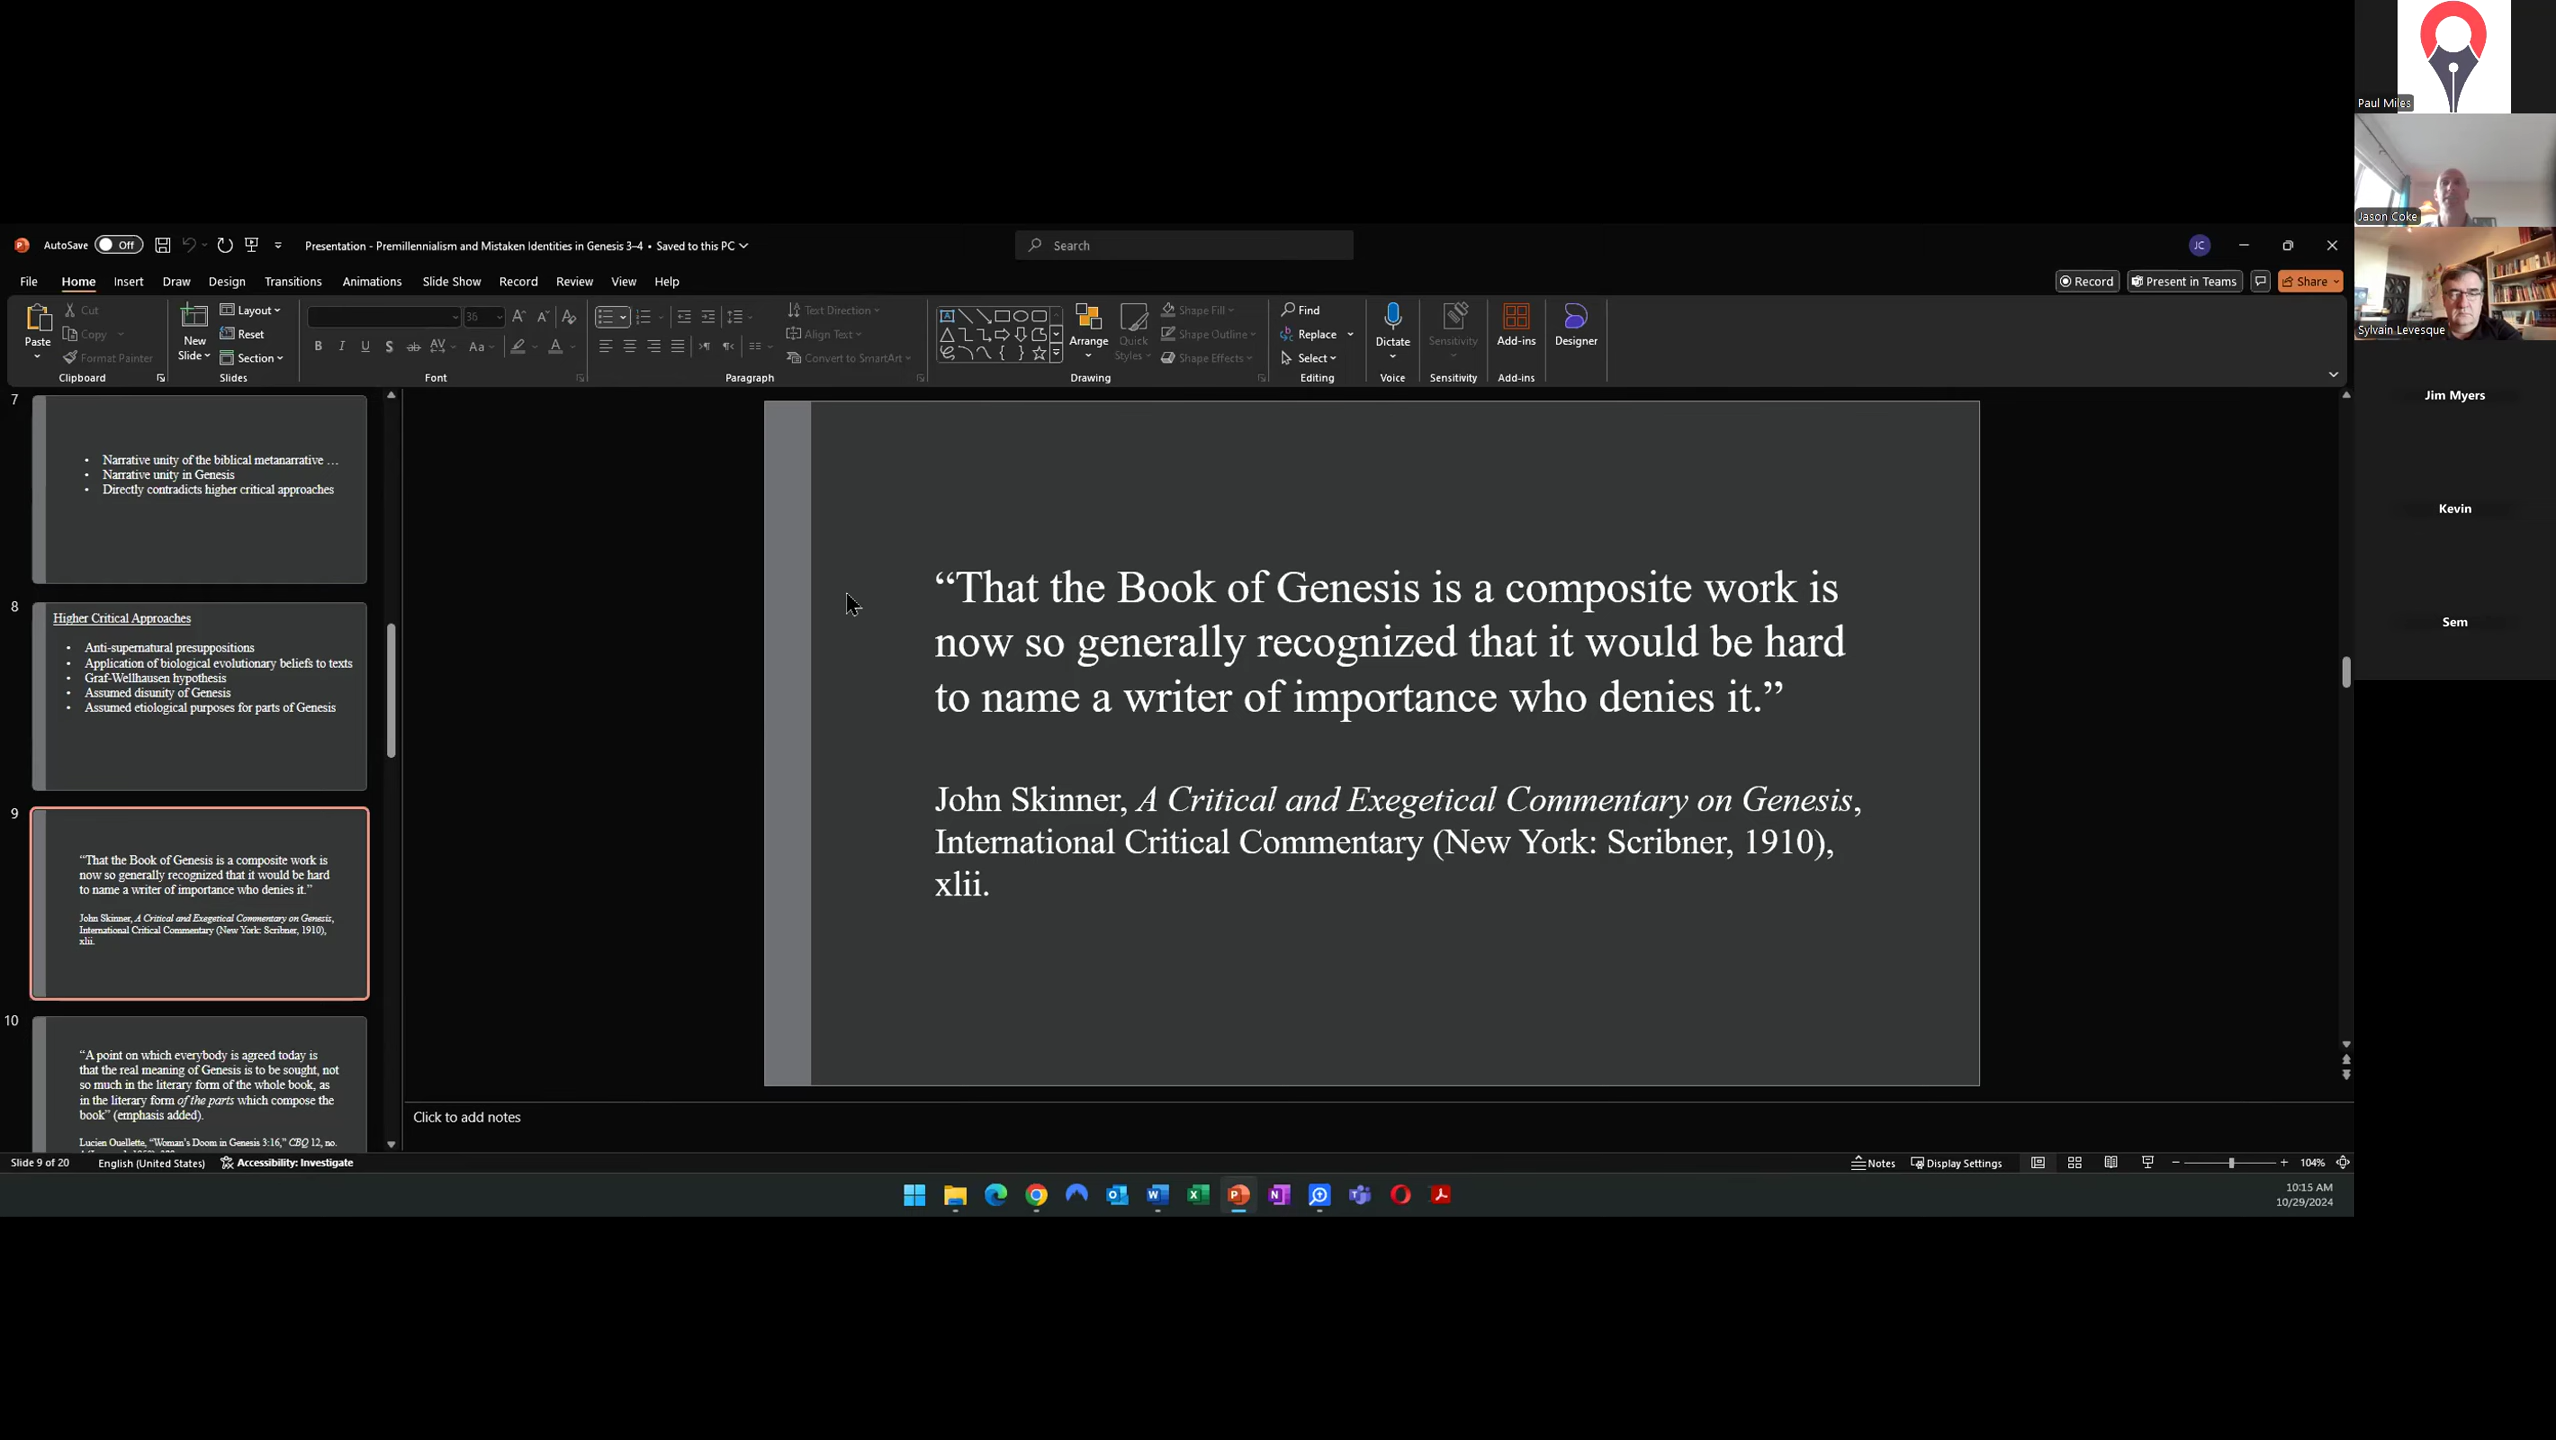 Paul Miles
Jason Coke
Sylvain Levesque
Jim Myers
Kevin
Sem
AutoSave Off
Presentation - Premillennialism and Mistaken Identities in Genesis 3–4 • Saved to this PC
Search
JC
File Home Insert Draw Design Transitions Animations Slide Show Record Review View Help
Record Present in Teams Share
Paste
Cut
Copy
Format Painter
Clipboard
New
Slide
Layout
Reset
Section
Slides
36
Font
Text Direction
Align Text
Convert to SmartArt
Paragraph
Arrange
Quick
Styles
Shape Fill
Shape Outline
Shape Effects
Drawing
Find
Replace
Select
Editing
Dictate
Voice
Sensitivity
Sensitivity
Add-ins
Add-ins
Designer
7
• Narrative unity of the biblical metanarrative …
• Narrative unity in Genesis
• Directly contradicts higher critical approaches
8
Higher Critical Approaches
• Anti-supernatural presuppositions
• Application of biological evolutionary beliefs to texts
• Graf-Wellhausen hypothesis
• Assumed disunity of Genesis
• Assumed etiological purposes for parts of Genesis
9
“That the Book of Genesis is a composite work is
now so generally recognized that it would be hard
to name a writer of importance who denies it.”
John Skinner, A Critical and Exegetical Commentary on Genesis,
International Critical Commentary (New York: Scribner, 1910),
xlii.
10
“A point on which everybody is agreed today is
that the real meaning of Genesis is to be sought, not
so much in the literary form of the whole book, as
in the literary form of the parts which compose the
book” (emphasis added).
Lucien Ouellette, “Woman’s Doom in Genesis 3:16,” CBQ 12, no.
“That the Book of Genesis is a composite work is
now so generally recognized that it would be hard
to name a writer of importance who denies it.”
John Skinner, A Critical and Exegetical Commentary on Genesis,
International Critical Commentary (New York: Scribner, 1910),
xlii.
Click to add notes
Slide 9 of 20 English (United States) Accessibility: Investigate
Notes Display Settings 104%
10:15 AM
10/29/2024